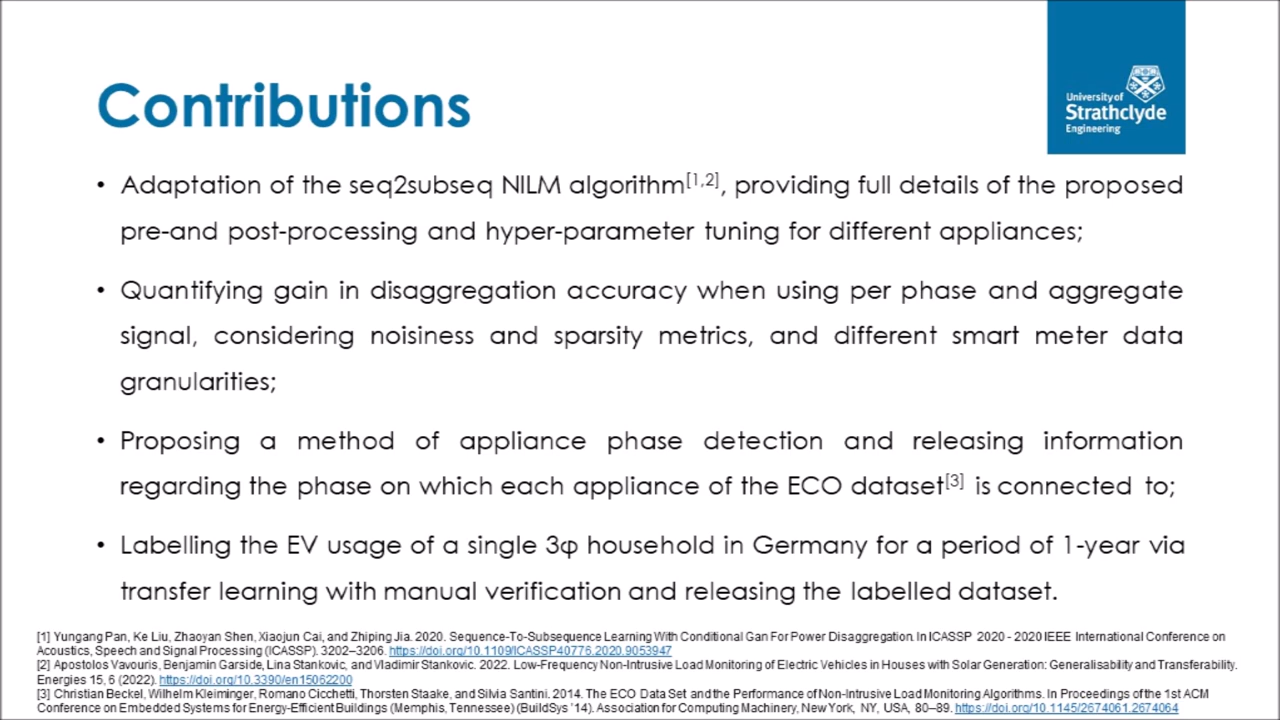 Contributions
University of
Strathclyde
Engineering
• Adaptation of the seq2subseq NILM algorithm[1,2], providing full details of the proposed
pre-and post-processing and hyper-parameter tuning for different appliances;
• Quantifying gain in disaggregation accuracy when using per phase and aggregate
signal, considering noisiness and sparsity metrics, and different smart meter data
granularities;
• Proposing a method of appliance phase detection and releasing information
regarding the phase on which each appliance of the ECO dataset[3] is connected to;
• Labelling the EV usage of a single 3φ household in Germany for a period of 1-year via
transfer learning with manual verification and releasing the labelled dataset.
[1] Yungang Pan, Ke Liu, Zhaoyan Shen, Xiaojun Cai, and Zhiping Jia. 2020. Sequence-To-Subsequence Learning With Conditional Gan For Power Disaggregation. In ICASSP 2020 - 2020 IEEE International Conference on
Acoustics, Speech and Signal Processing (ICASSP). 3202–3206. https://doi.org/10.1109/ICASSP40776.2020.9053947
[2] Apostolos Vavouris, Benjamin Garside, Lina Stankovic, and Vladimir Stankovic. 2022. Low-Frequency Non-Intrusive Load Monitoring of Electric Vehicles in Houses with Solar Generation: Generalisability and Transferability.
Energies 15, 6 (2022). https://doi.org/10.3390/en15062200
[3] Christian Beckel, Wilhelm Kleiminger, Romano Cicchetti, Thorsten Staake, and Silvia Santini. 2014. The ECO Data Set and the Performance of Non-Intrusive Load Monitoring Algorithms. In Proceedings of the 1st ACM
Conference on Embedded Systems for Energy-Efficient Buildings (Memphis, Tennessee) (BuildSys '14). Association for Computing Machinery, New York, NY, USA, 80–89. https://doi.org/10.1145/2674061.2674064